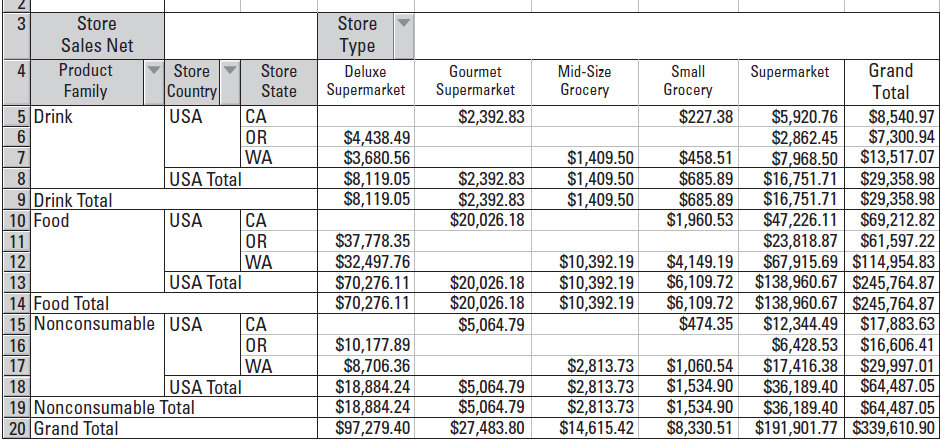 2
3 Store Store
Sales Net Type
4 Product Store Store Deluxe Gourmet Mid-Size Small Supermarket Grand
Family Country State Supermarket Supermarket Grocery Grocery Total
5 Drink USA CA $2,392.83 $227.38 $5,920.76 $8,540.97
6 OR $4,438.49 $2,862.45 $7,300.94
7 WA $3,680.56 $1,409.50 $458.51 $7,968.50 $13,517.07
8 USA Total $8,119.05 $2,392.83 $1,409.50 $685.89 $16,751.71 $29,358.98
9 Drink Total $8,119.05 $2,392.83 $1,409.50 $685.89 $16,751.71 $29,358.98
10 Food USA CA $20,026.18 $1,960.53 $47,226.11 $69,212.82
11 OR $37,778.35 $23,818.87 $61,597.22
12 WA $32,497.76 $10,392.19 $4,149.19 $67,915.69 $114,954.83
13 USA Total $70,276.11 $20,026.18 $10,392.19 $6,109.72 $138,960.67 $245,764.87
14 Food Total $70,276.11 $20,026.18 $10,392.19 $6,109.72 $138,960.67 $245,764.87
15 Nonconsumable USA CA $5,064.79 $474.35 $12,344.49 $17,883.63
16 OR $10,177.89 $6,428.53 $16,606.41
17 WA $8,706.36 $2,813.73 $1,060.54 $17,416.38 $29,997.01
18 USA Total $18,884.24 $5,064.79 $2,813.73 $1,534.90 $36,189.40 $64,487.05
19 Nonconsumable Total $18,884.24 $5,064.79 $2,813.73 $1,534.90 $36,189.40 $64,487.05
20 Grand Total $97,279.40 $27,483.80 $14,615.42 $8,330.51 $191,901.77 $339,610.90